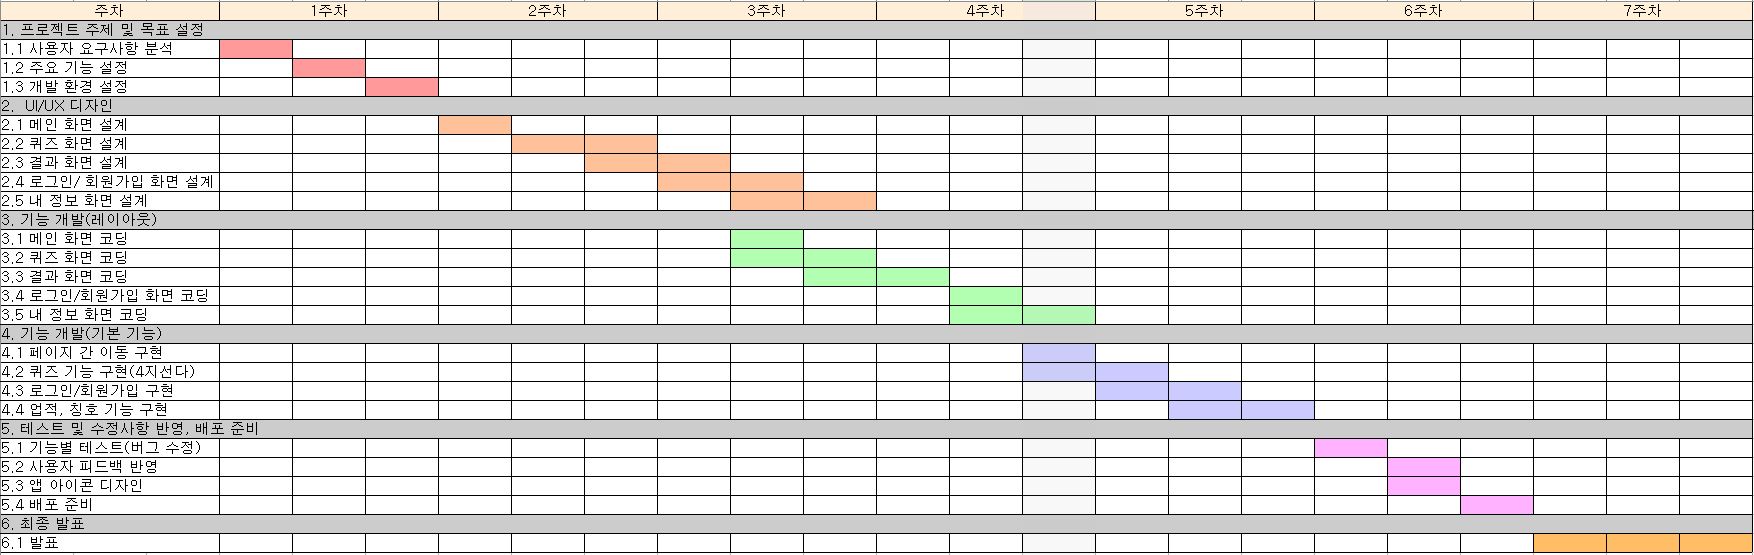 주차 1주차 2주차 3주차 4주차 5주차 6주차 7주차
1. 프로젝트 주제 및 목표 설정
1.1 사용자 요구사항 분석
1.2 주요 기능 설정
1.3 개발 환경 설정
2. UI/UX 디자인
2.1 메인 화면 설계
2.2 퀴즈 화면 설계
2.3 결과 화면 설계
2.4 로그인/ 회원가입 화면 설계
2.5 내 정보 화면 설계
3. 기능 개발(레이아웃)
3.1 메인 화면 코딩
3.2 퀴즈 화면 코딩
3.3 결과 화면 코딩
3.4 로그인/회원가입 화면 코딩
3.5 내 정보 화면 코딩
4. 기능 개발(기본 기능)
4.1 페이지 간 이동 구현
4.2 퀴즈 기능 구현(4지선다)
4.3 로그인/회원가입 구현
4.4 업적, 칭호 기능 구현
5. 테스트 및 수정사항 반영, 배포 준비
5.1 기능별 테스트(버그 수정)
5.2 사용자 피드백 반영
5.3 앱 아이콘 디자인
5.4 배포 준비
6. 최종 발표
6.1 발표